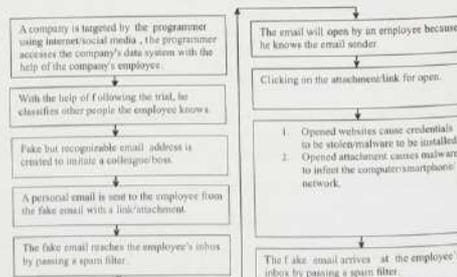 A company is targeted by the programmer
using internet/social media , the programmer
accesses the company's data system with the
help of the company's employee.
With the help of following the trial, he
classifies other people the employee knows.
Fake but recognizable email address is
created to imitate a colleague/boss.
A personal email is sent to the employee from
the fake email with a link/attachment.
The fake email reaches the employee's inbox
by passing a spam filter.
The email will open by an employee because
he knows the email sender.
Clicking on the attachment/link for open.
1. Opened websites cause credentials
to be stolen/malware to be installed
2. Opened attachment causes malware
to infect the computer/smartphone/
network.
The f ake email arrives at the employee's
inbox by passing a spam filter.